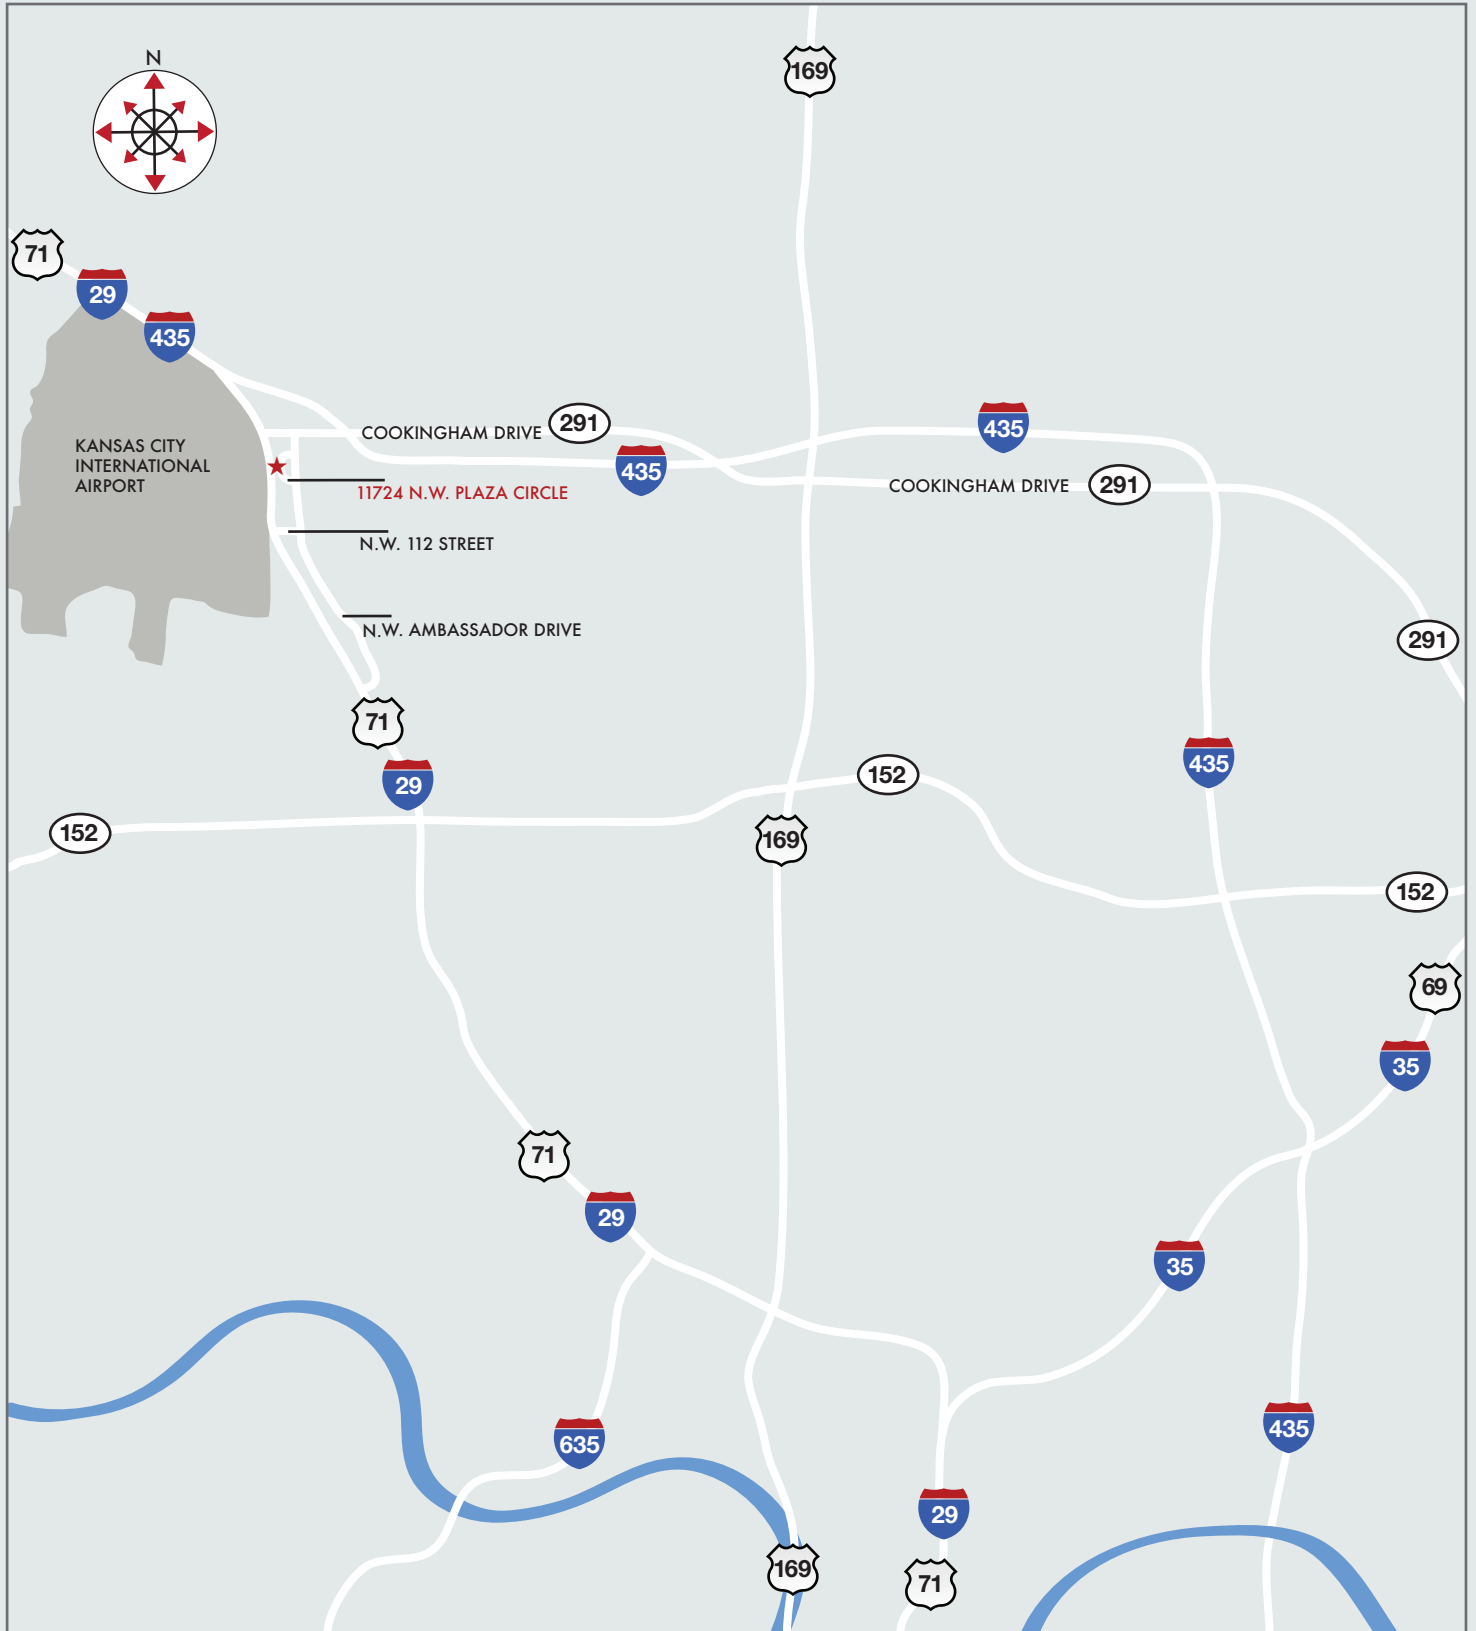 N
169
71
29
435
COOKINGHAM DRIVE
291
435
KANSAS CITY
INTERNATIONAL
AIRPORT
435
COOKINGHAM DRIVE
291
11724 N.W. PLAZA CIRCLE
N.W. 112 STREET
N.W. AMBASSADOR DRIVE
291
71
29
152
435
152
169
152
69
35
71
29
35
635
435
29
169
71